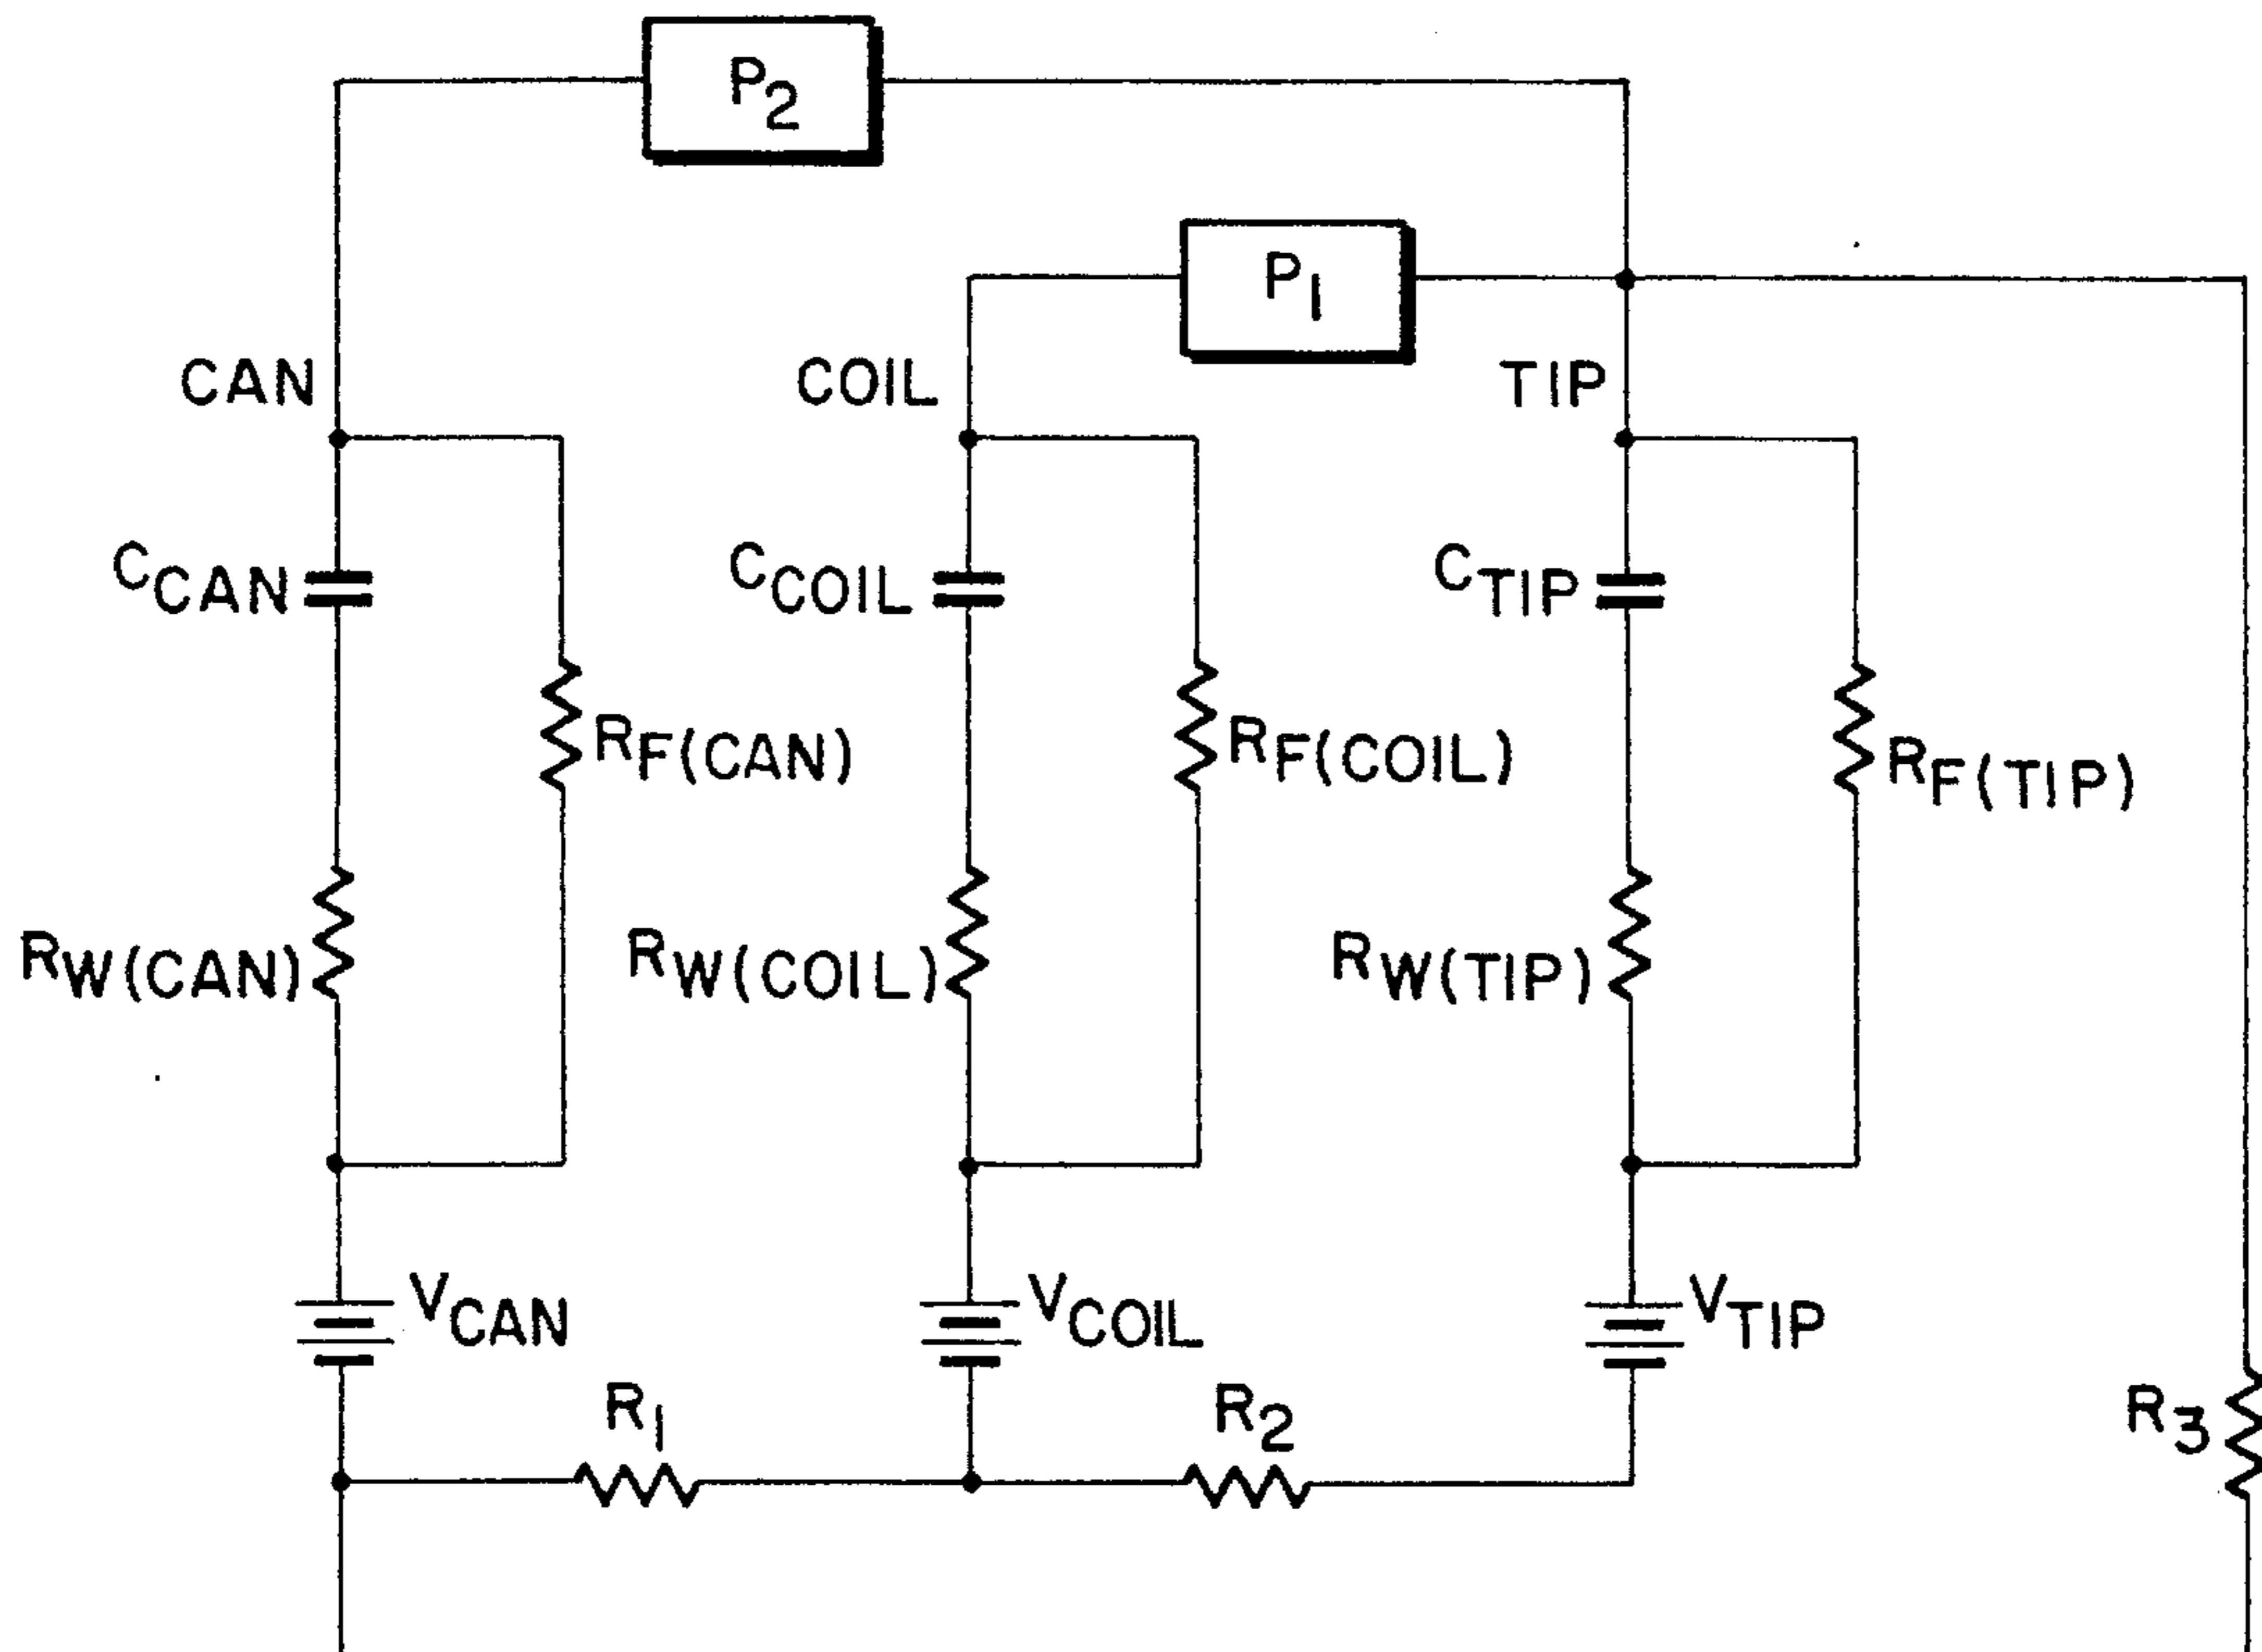 P2
P1
CAN
COIL
TIP
CCAN
CCOIL
CTIP
RF(CAN)
RF(COIL)
RF(TIP)
RW(CAN)
RW(COIL)
RW(TIP)
VCAN
VCOIL
VTIP
R1
R2
R3